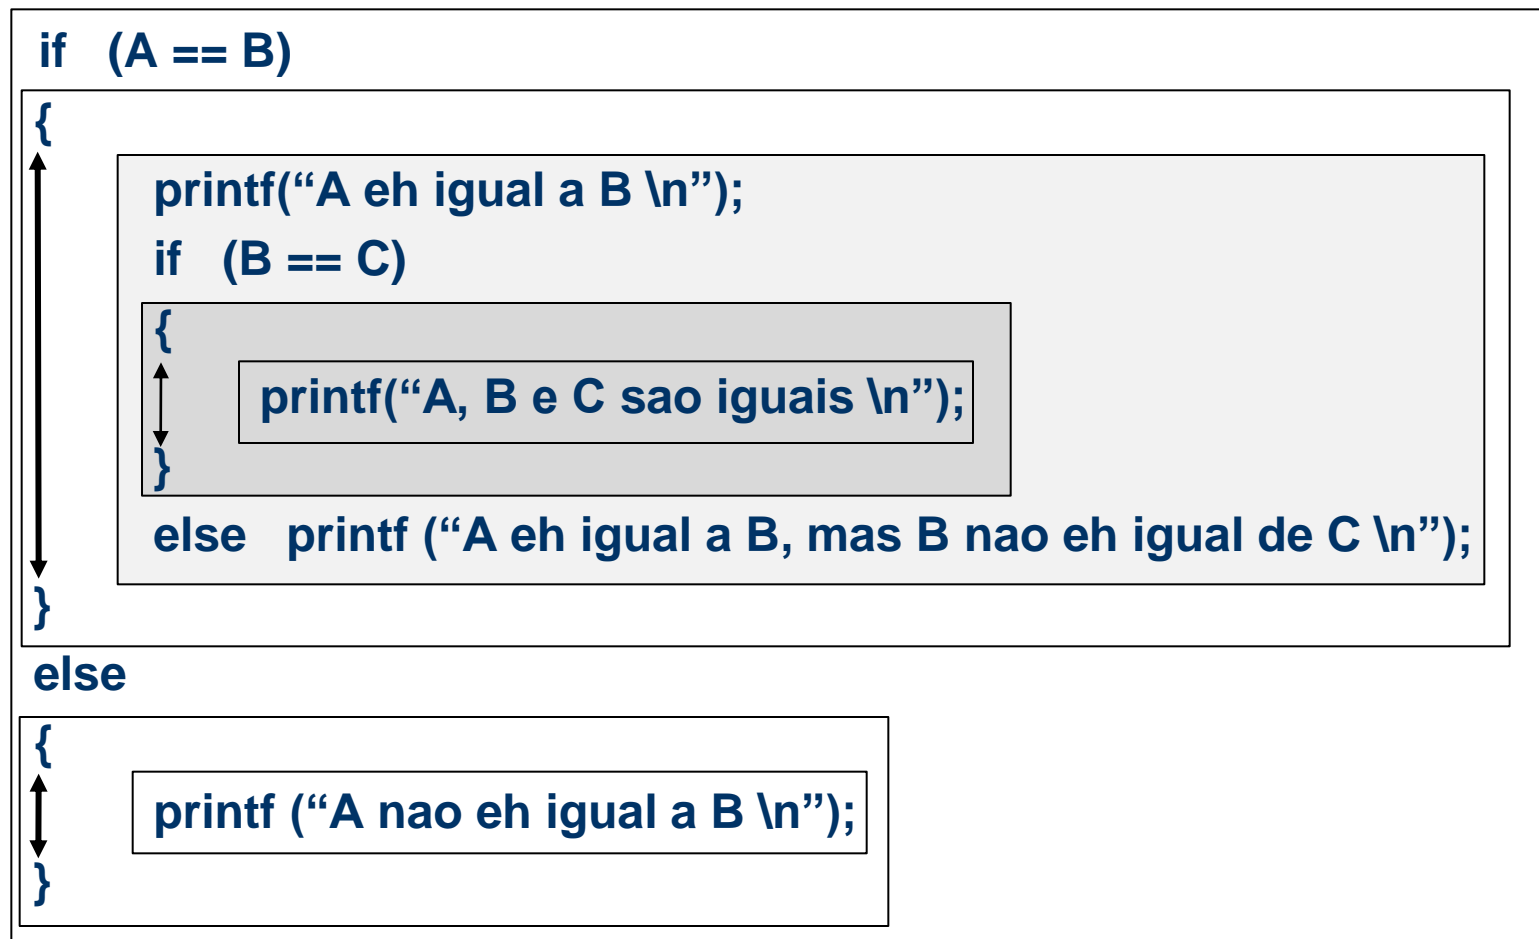 if (A == B)
{
printf(“A eh igual a B \n”);
if (B == C)
{
printf(“A, B e C sao iguais \n”);
}
else printf (“A eh igual a B, mas B nao eh igual de C \n”);
}
else
{
printf (“A nao eh igual a B \n”);
}